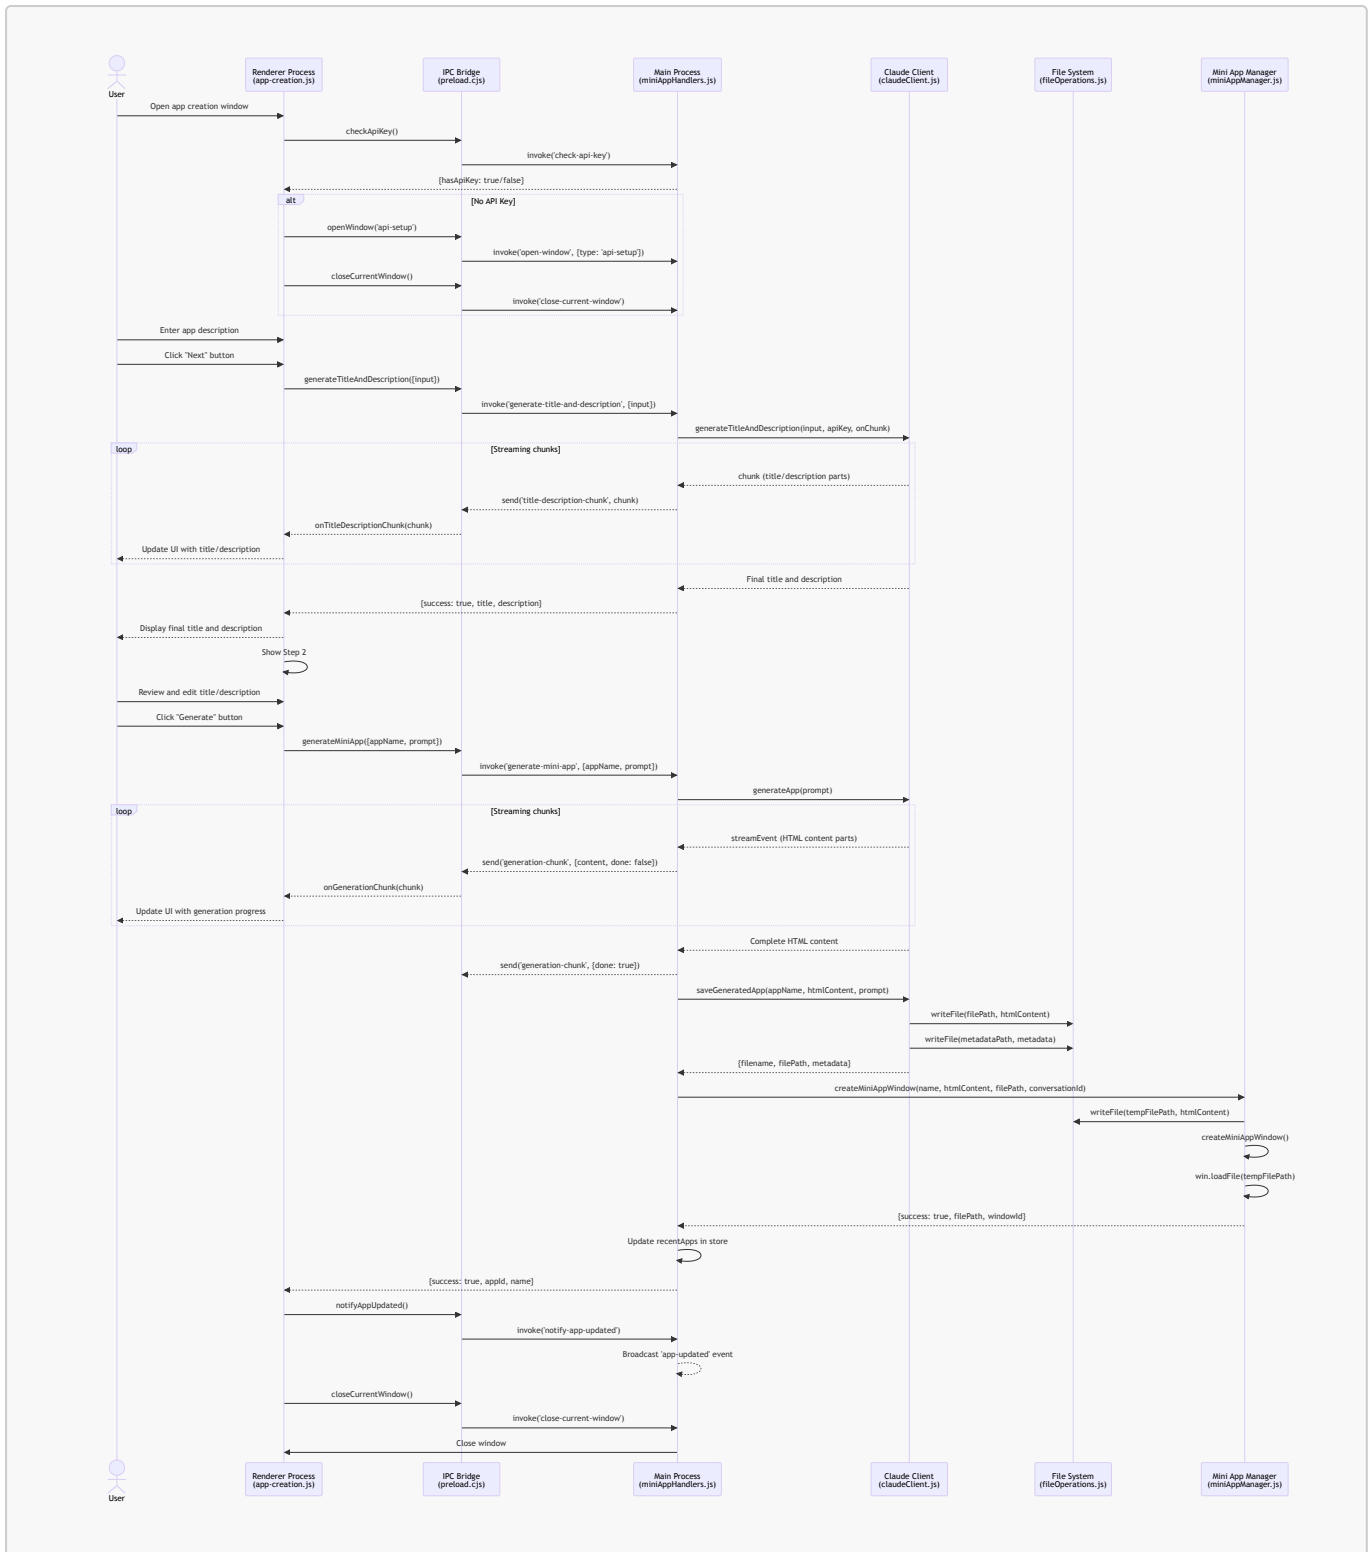 Renderer Process
(app-creation.js)
IPC Bridge
(preload.cjs)
Main Process
(miniAppHandlers.js)
Claude Client
(claudeClient.js)
File System
(fileOperations.js)
Mini App Manager
(miniAppManager.js)
User
Open app creation window
checkApiKey()
invoke('check-api-key')
{hasApiKey: true/false}
alt
[No API Key]
openWindow('api-setup')
invoke('open-window', {type: 'api-setup'})
closeCurrentWindow()
invoke('close-current-window')
Enter app description
Click "Next" button
generateTitleAndDescription({input})
invoke('generate-title-and-description', {input})
generateTitleAndDescription(input, apiKey, onChunk)
loop
[Streaming chunks]
chunk (title/description parts)
send('title-description-chunk', chunk)
onTitleDescriptionChunk(chunk)
Update UI with title/description
Final title and description
{success: true, title, description}
Display final title and description
Show Step 2
Review and edit title/description
Click "Generate" button
generateMiniApp({appName, prompt})
invoke('generate-mini-app', {appName, prompt})
generateApp(prompt)
loop
[Streaming chunks]
streamEvent (HTML content parts)
send('generation-chunk', {content, done: false})
onGenerationChunk(chunk)
Update UI with generation progress
Complete HTML content
send('generation-chunk', {done: true})
saveGeneratedApp(appName, htmlContent, prompt)
writeFile(filePath, htmlContent)
writeFile(metadataPath, metadata)
{filename, filePath, metadata}
createMiniAppWindow(name, htmlContent, filePath, conversationId)
writeFile(tempFilePath, htmlContent)
createMiniAppWindow()
win.loadFile(tempFilePath)
{success: true, filePath, windowId}
Update recentApps in store
{success: true, appId, name}
notifyAppUpdated()
invoke('notify-app-updated')
Broadcast 'app-updated' event
closeCurrentWindow()
invoke('close-current-window')
Close window
Renderer Process
(app-creation.js)
IPC Bridge
(preload.cjs)
Main Process
(miniAppHandlers.js)
Claude Client
(claudeClient.js)
File System
(fileOperations.js)
Mini App Manager
(miniAppManager.js)
User